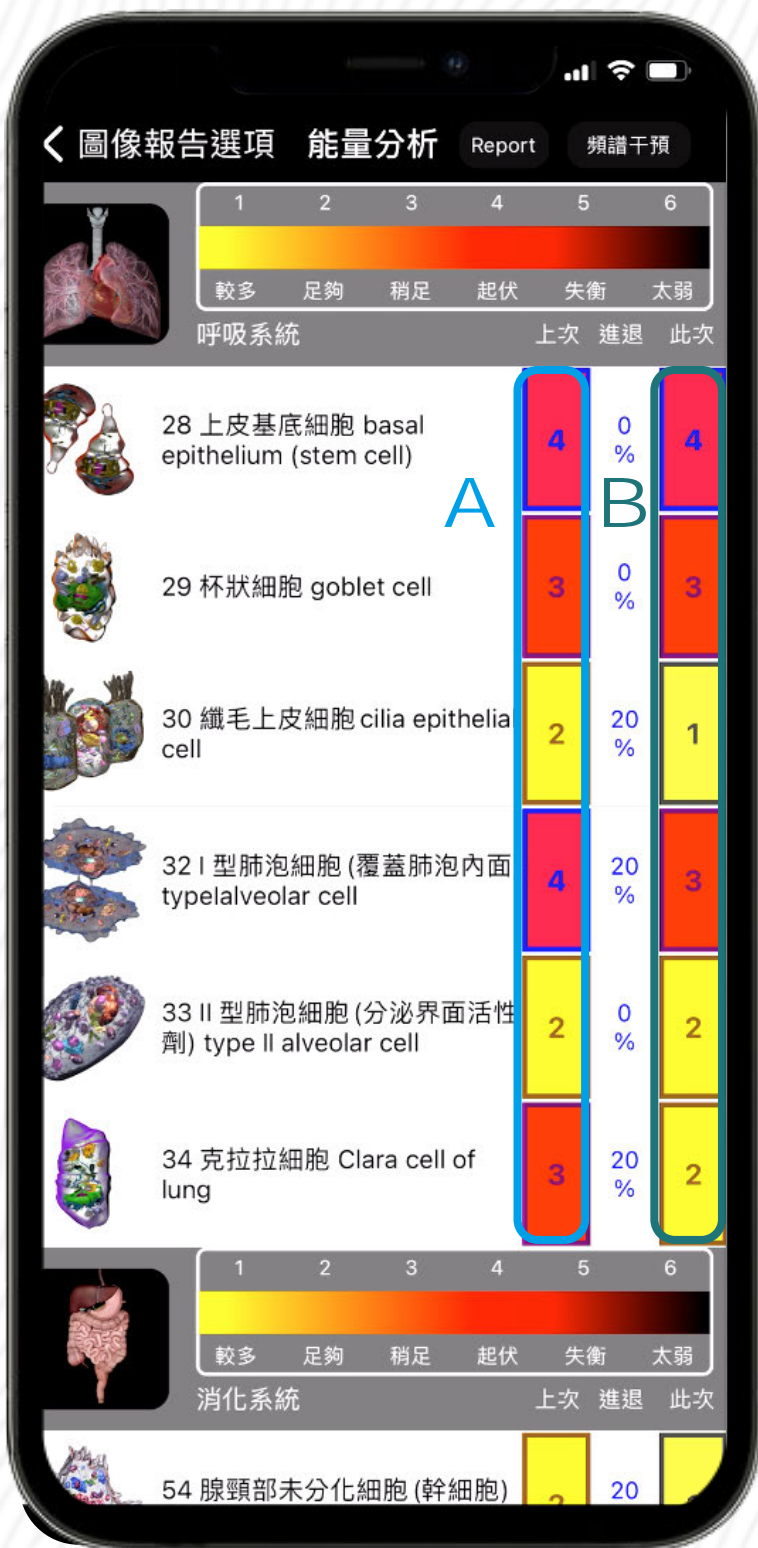 圖像報告選項 能量分析 Report 頻譜干預
1 2 3 4 5 6
較多 足夠 稍足 起伏 失衡 太弱
呼吸系統 上次 進退 此次
28 上皮基底細胞 basal
epithelium (stem cell)
4 0 % 4
A B
29 杯狀細胞 goblet cell
3 0 % 3
30 纖毛上皮細胞 cilia epithelia
cell
2 20 % 1
32 I 型肺泡細胞 (覆蓋肺泡內面
typeIalveolar cell
4 20 % 3
33 II 型肺泡細胞 (分泌界面活性
劑) type II alveolar cell
2 0 % 2
34 克拉拉細胞 Clara cell of
lung
3 20 % 2
1 2 3 4 5 6
較多 足夠 稍足 起伏 失衡 太弱
消化系統 上次 進退 此次
54 腺頸部未分化細胞 (幹細胞)
20